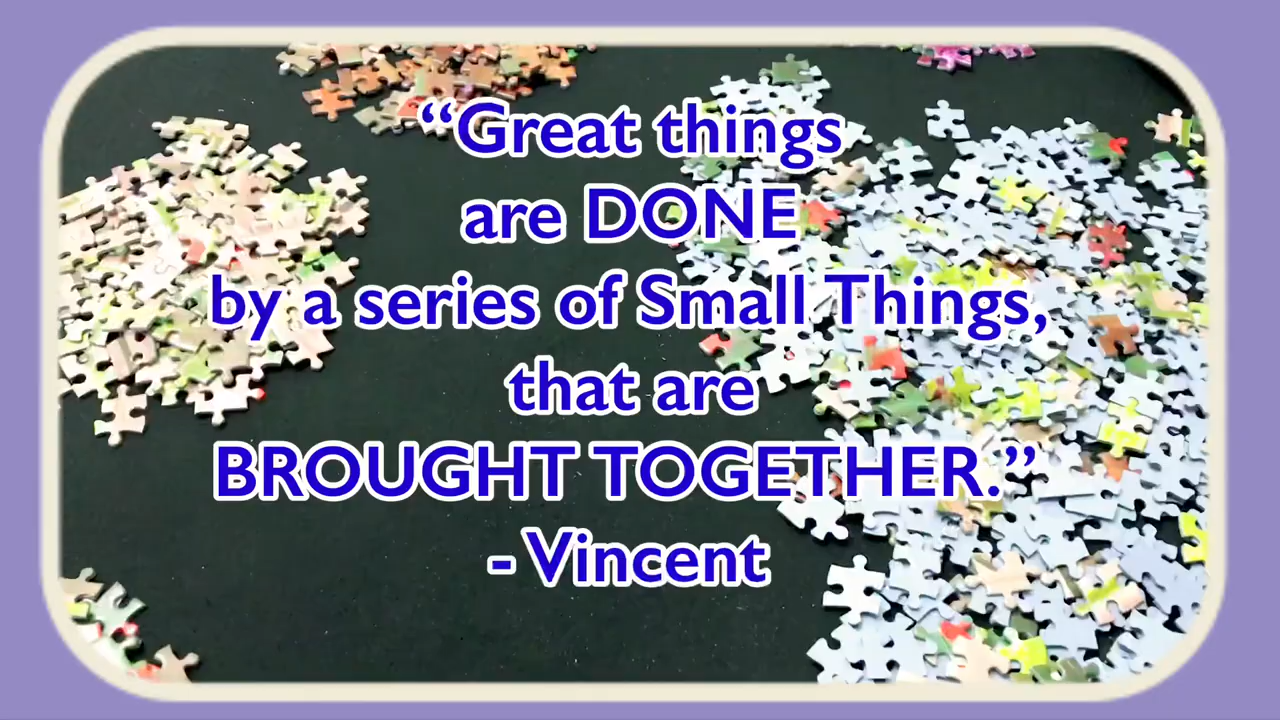 “Great things
are DONE
by a series of Small Things,
that are
BROUGHT TOGETHER.”
- Vincent